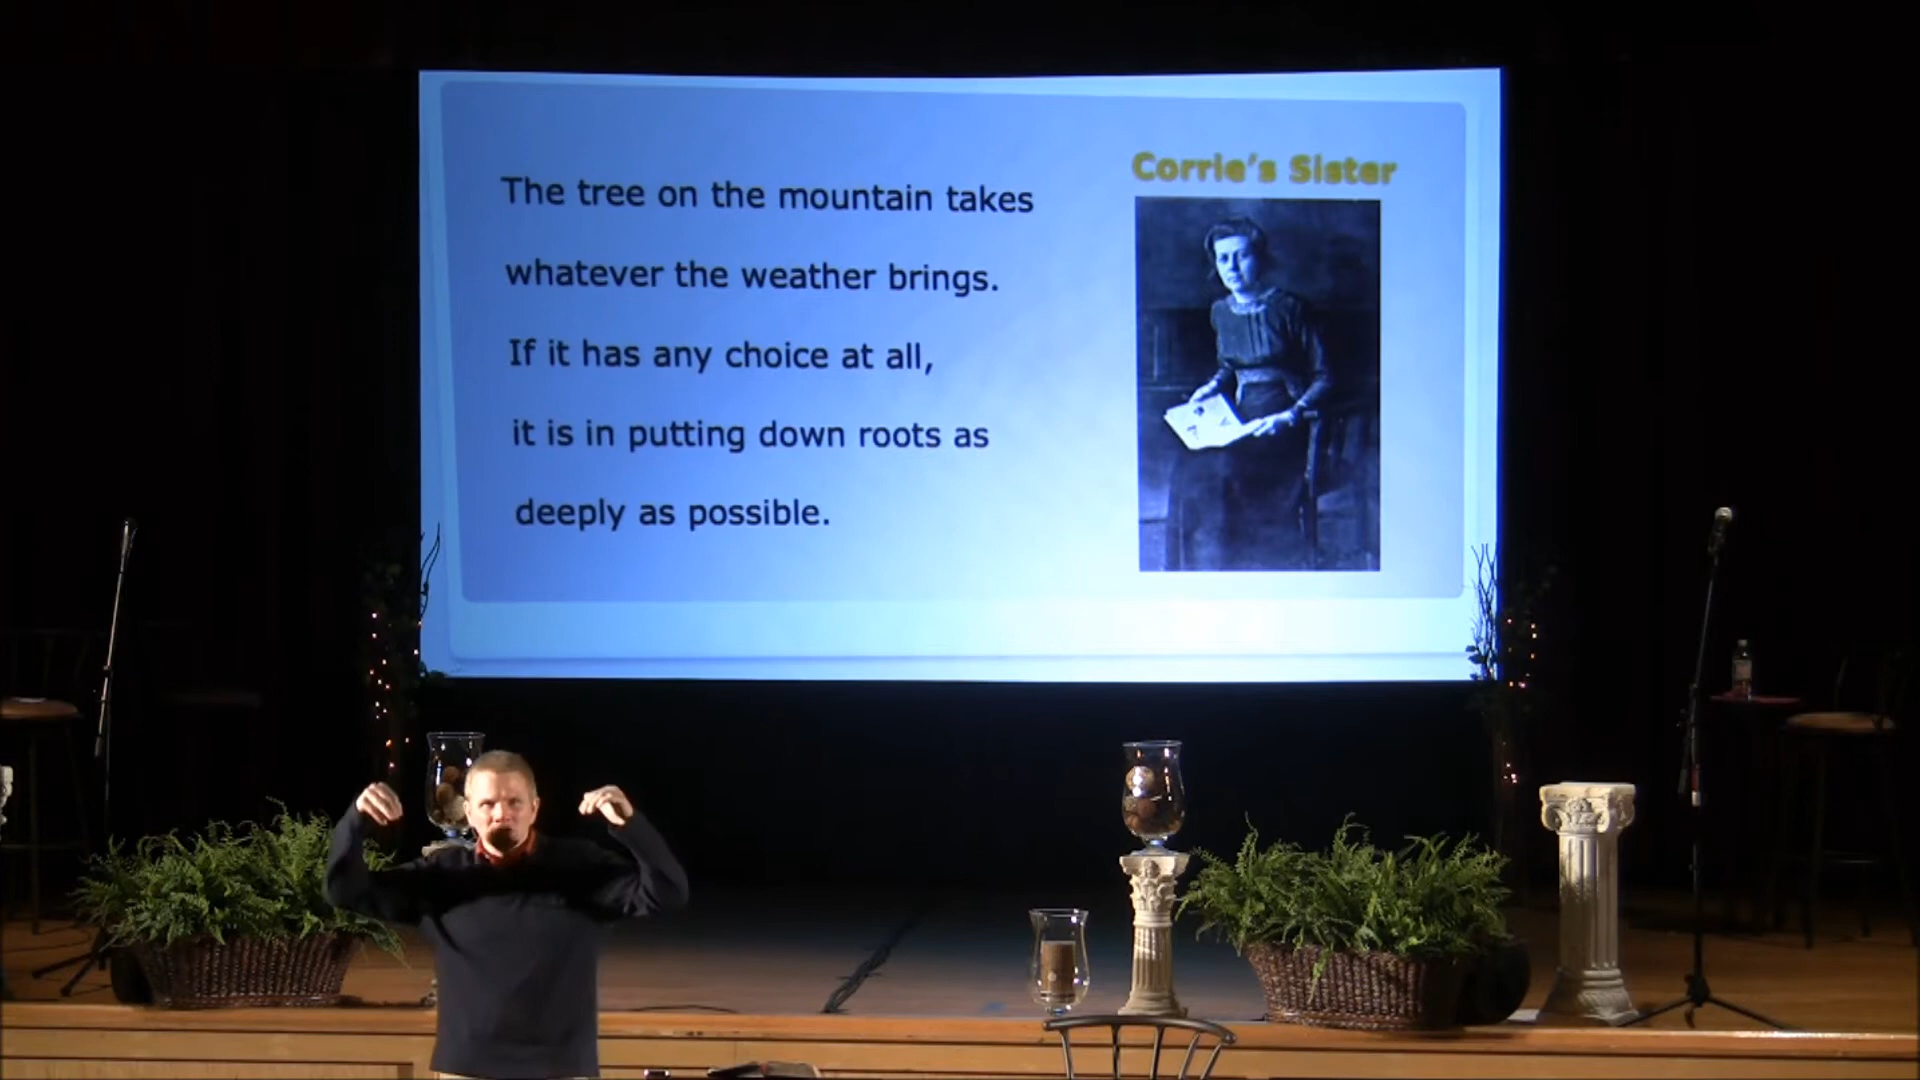 The tree on the mountain takes
whatever the weather brings.
If it has any choice at all,
it is in putting down roots as
deeply as possible.
Corrie's Sister